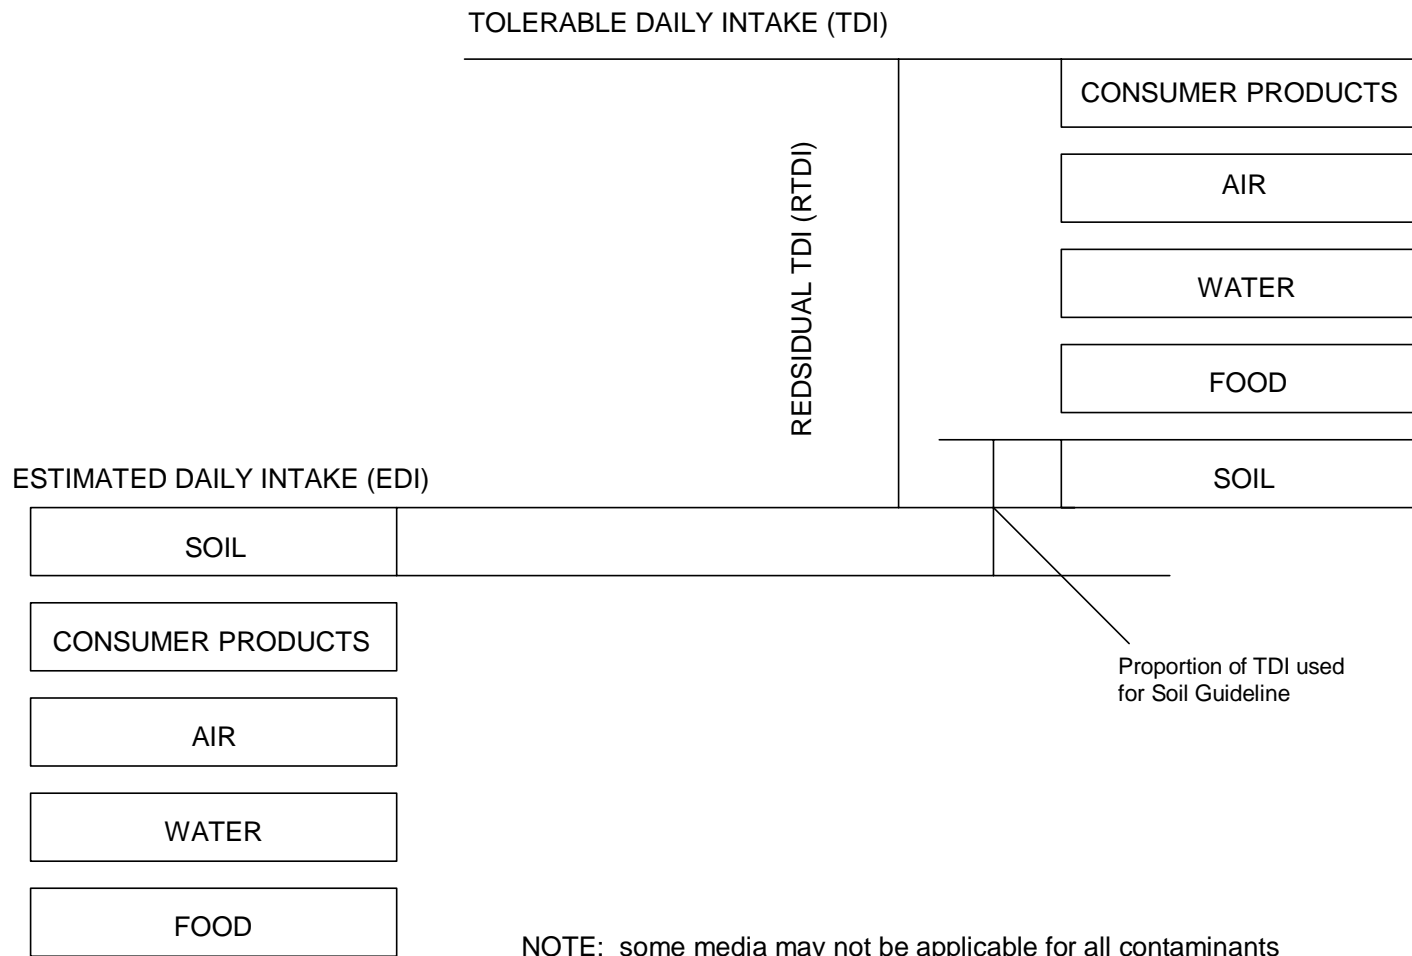 TOLERABLE DAILY INTAKE (TDI)
CONSUMER PRODUCTS
AIR
WATER
FOOD
SOIL
REDSIDUAL TDI (RTDI)
ESTIMATED DAILY INTAKE (EDI)
SOIL
CONSUMER PRODUCTS
AIR
WATER
FOOD
Proportion of TDI used
for Soil Guideline
NOTE: some media may not be applicable for all contaminants